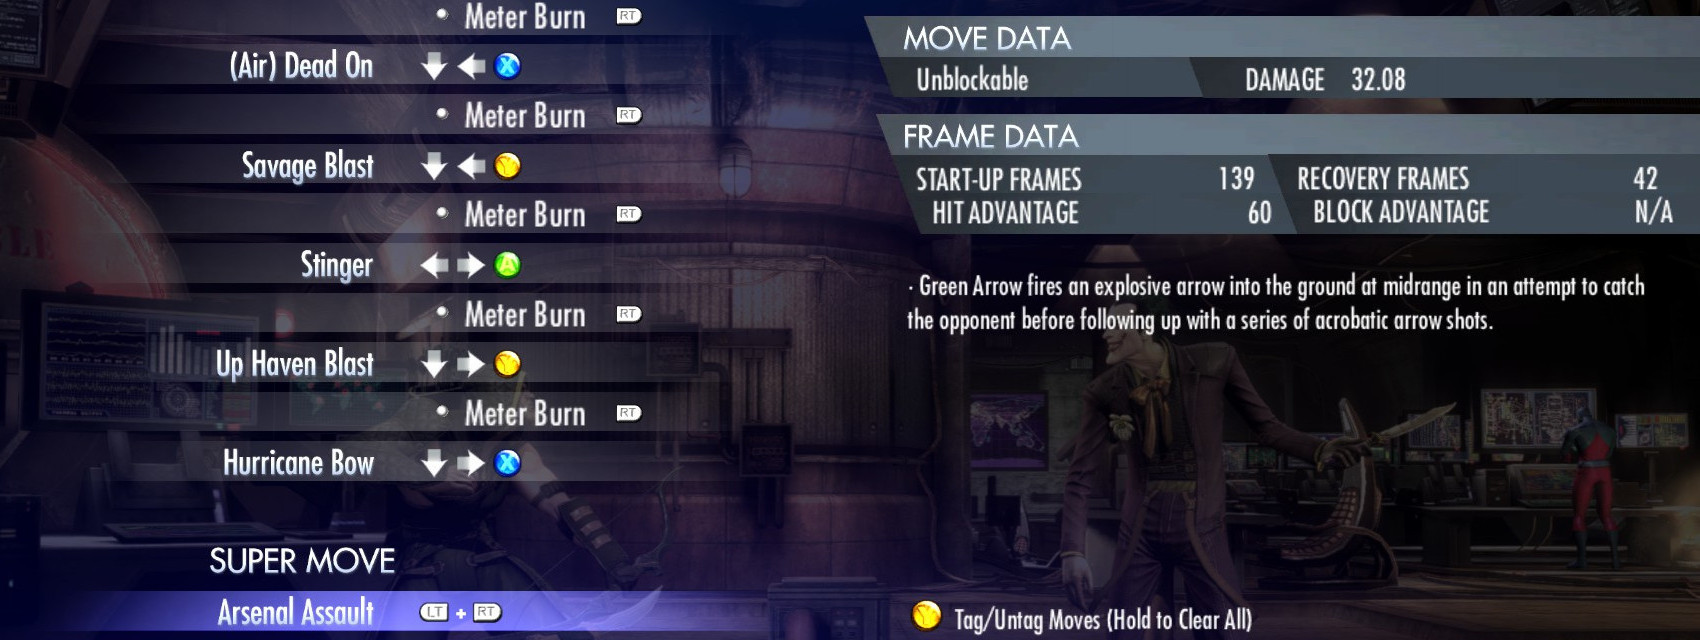 Meter Burn RT
(Air) Dead On X
Meter Burn RT
Savage Blast Y
Meter Burn RT
Stinger A
Meter Burn RT
Up Haven Blast Y
Meter Burn RT
Hurricane Bow X
SUPER MOVE
Arsenal Assault LT + RT
MOVE DATA
Unblockable DAMAGE 32.08
FRAME DATA
START-UP FRAMES 139 RECOVERY FRAMES 42
HIT ADVANTAGE 60 BLOCK ADVANTAGE N/A
· Green Arrow fires an explosive arrow into the ground at midrange in an attempt to catch
the opponent before following up with a series of acrobatic arrow shots.
Y Tag/Untag Moves (Hold to Clear All)